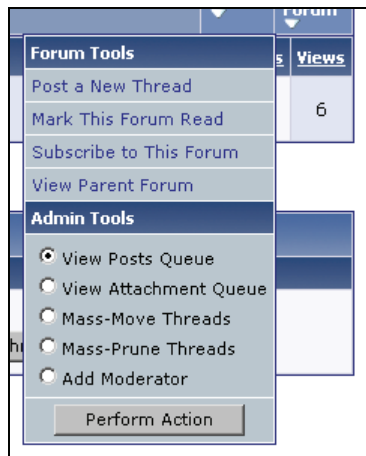 Forum
Forum Tools
Views
Post a New Thread
Mark This Forum Read
6
Subscribe to This Forum
View Parent Forum
Admin Tools
View Posts Queue
View Attachment Queue
Mass-Move Threads
Mass-Prune Threads
Add Moderator
Perform Action